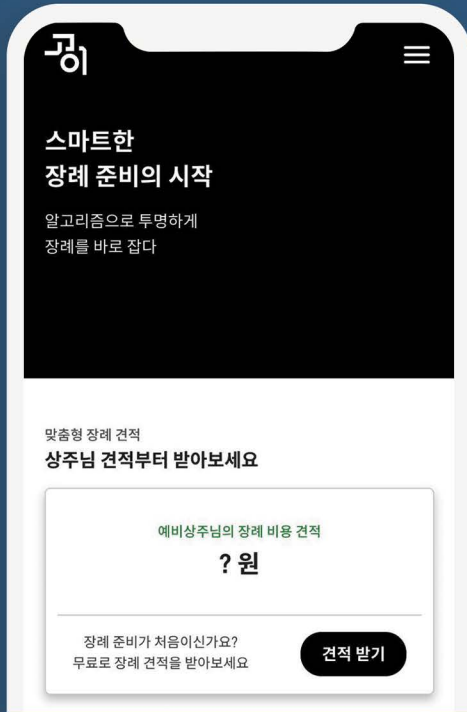 고이
스마트한
장례 준비의 시작
알고리즘으로 투명하게
장례를 바로 잡다
맞춤형 장례 견적
상주님 견적부터 받아보세요
예비상주님의 장례 비용 견적
? 원
장례 준비가 처음이신가요?
무료로 장례 견적을 받아보세요
견적 받기